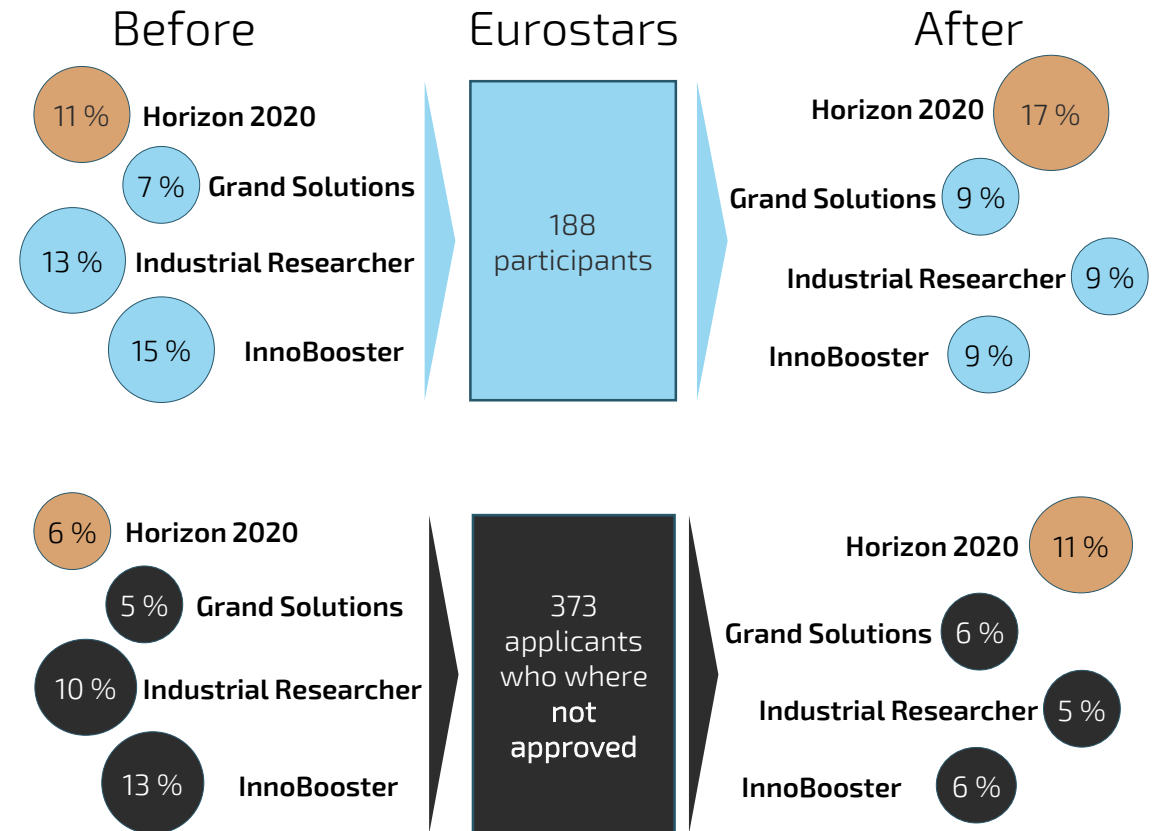 Before
Eurostars
After
11 %
Horizon 2020
7 %
Grand Solutions
13 %
Industrial Researcher
15 %
InnoBooster
188
participants
Horizon 2020
17 %
Grand Solutions
9 %
Industrial Researcher
9 %
InnoBooster
9 %
6 %
Horizon 2020
5 %
Grand Solutions
10 %
Industrial Researcher
13 %
InnoBooster
373
applicants
who where
not
approved
Horizon 2020
11 %
Grand Solutions
6 %
Industrial Researcher
5 %
InnoBooster
6 %